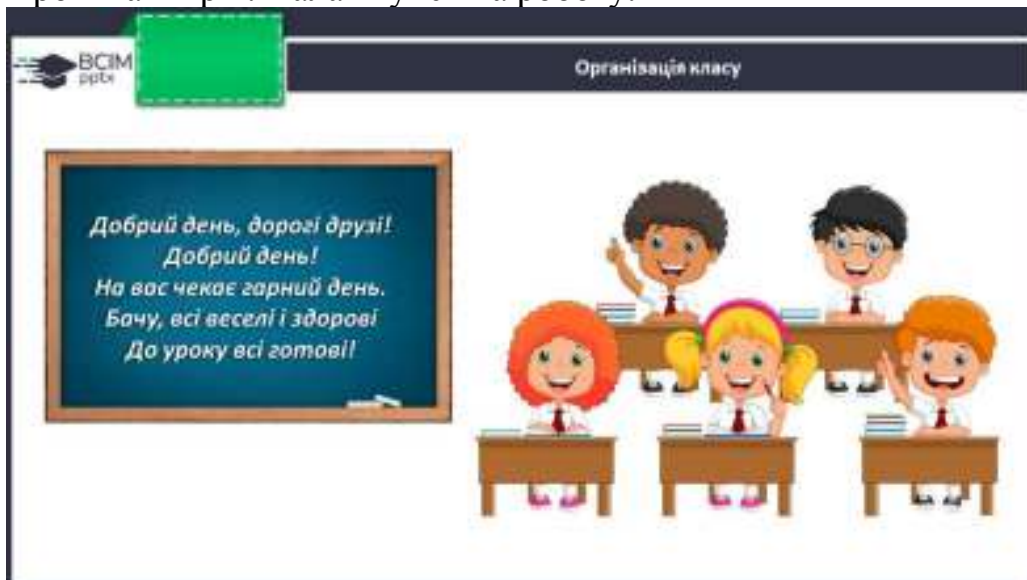 ВСІМ
pptx
Організація класу
Добрий день, дорогі друзі!
Добрий день!
На вас чекає гарний день.
Бачу, всі веселі і здорові
До уроку всі готові!